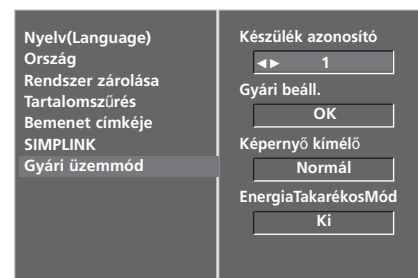 Nyelv(Language)
Ország
Rendszer zárolása
Tartalomszűrés
Bemenet címkéje
SIMPLINK
Gyári üzemmód
Készülék azonosító
◄► 1
Gyári beáll.
OK
Képernyő kímélő
Normál
EnergiaTakarékosMód
Ki